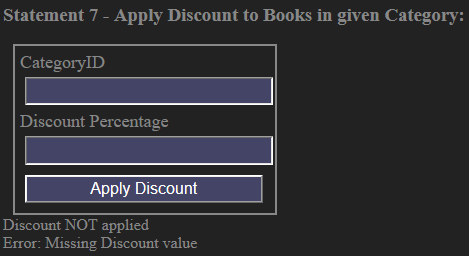 Statement 7 - Apply Discount to Books in given Category:
CategoryID
Discount Percentage
Apply Discount
Discount NOT applied
Error: Missing Discount value